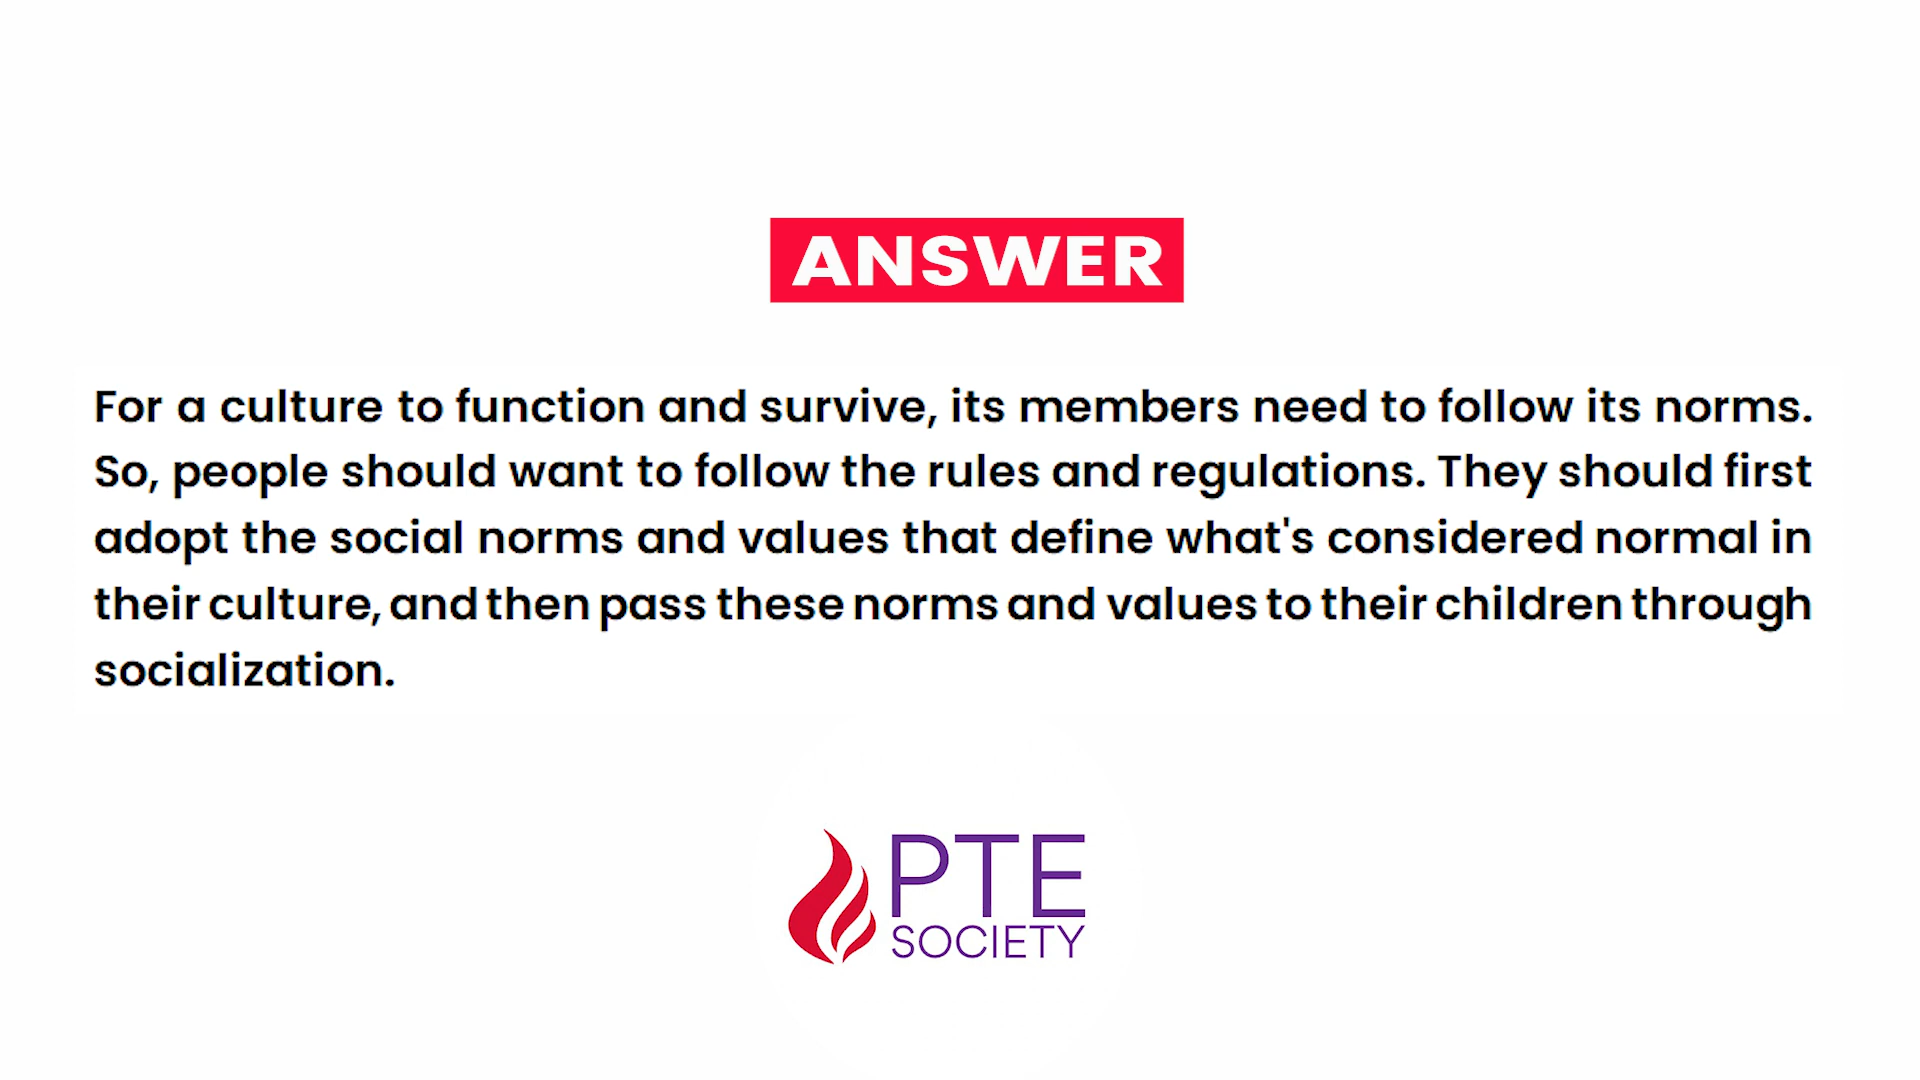 ANSWER
For a culture to function and survive, its members need to follow its norms.
So, people should want to follow the rules and regulations. They should first
adopt the social norms and values that define what's considered normal in
their culture, and then pass these norms and values to their children through
socialization.
PTE
SOCIETY